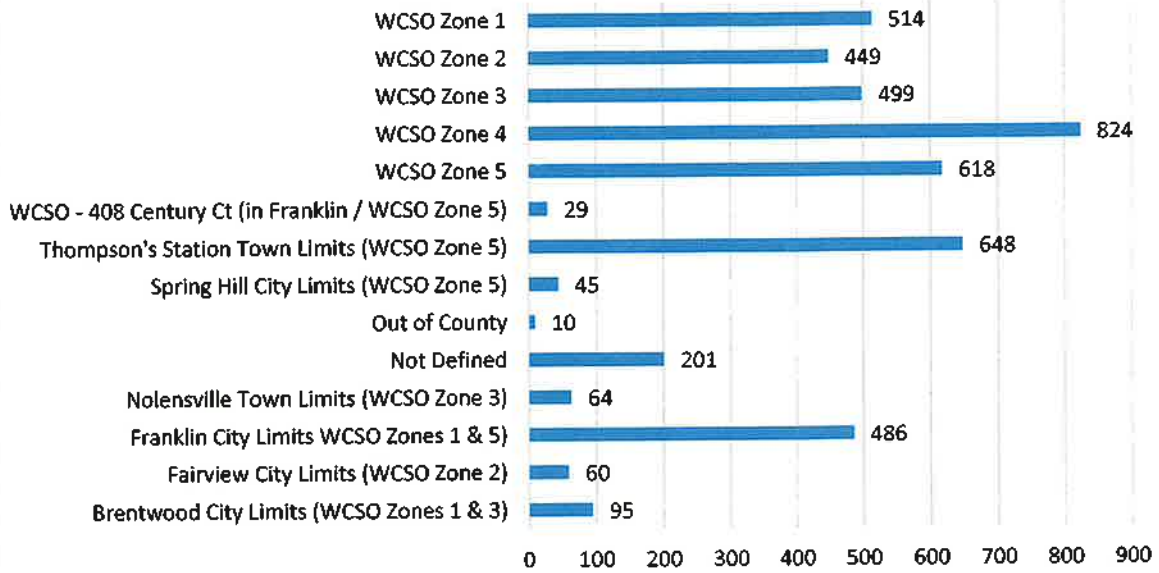 WCSO Zone 1 514
WCSO Zone 2 449
WCSO Zone 3 499
WCSO Zone 4 824
WCSO Zone 5 618
WCSO - 408 Century Ct (in Franklin / WCSO Zone 5) 29
Thompson's Station Town Limits (WCSO Zone 5) 648
Spring Hill City Limits (WCSO Zone 5) 45
Out of County 10
Not Defined 201
Nolensville Town Limits (WCSO Zone 3) 64
Franklin City Limits WCSO Zones 1 & 5) 486
Fairview City Limits (WCSO Zone 2) 60
Brentwood City Limits (WCSO Zones 1 & 3) 95
0 100 200 300 400 500 600 700 800 900